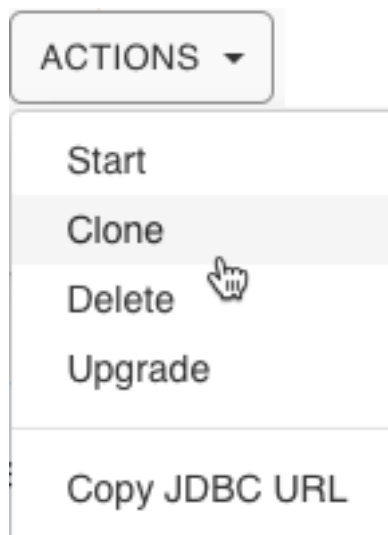 ACTIONS
Start
Clone
Delete
Upgrade
Copy JDBC URL